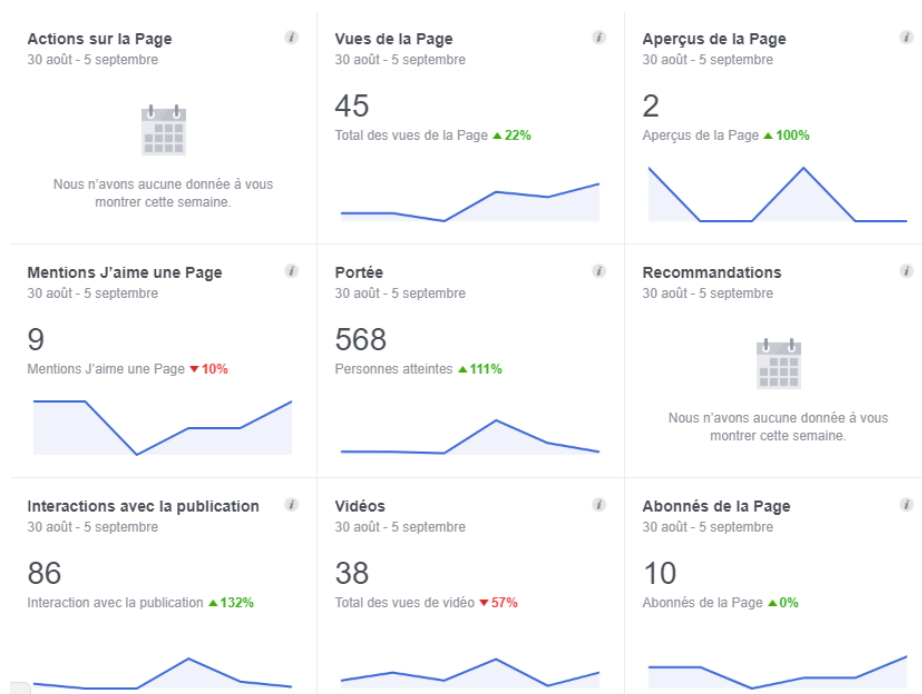 Actions sur la Page
30 août - 5 septembre
Nous n'avons aucune donnée à vous
montrer cette semaine.
Vues de la Page
30 août - 5 septembre
45
Total des vues de la Page ▲ 22%
Aperçus de la Page
30 août - 5 septembre
2
Aperçus de la Page ▲ 100%
Mentions J'aime une Page
30 août - 5 septembre
9
Mentions J'aime une Page ▼ 10%
Portée
30 août - 5 septembre
568
Personnes atteintes ▲ 111%
Recommandations
30 août - 5 septembre
Nous n'avons aucune donnée à vous
montrer cette semaine.
Interactions avec la publication
30 août - 5 septembre
86
Interaction avec la publication ▲ 132%
Vidéos
30 août - 5 septembre
38
Total des vues de vidéo ▼ 57%
Abonnés de la Page
30 août - 5 septembre
10
Abonnés de la Page ▲ 0%